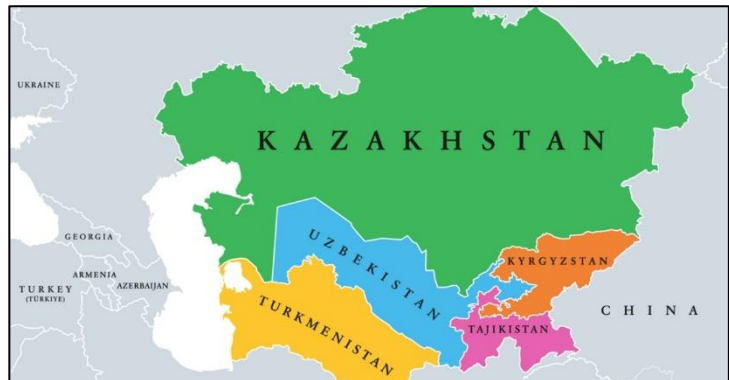 UKRAINE
KAZAKHSTAN
GEORGIA
UZBEKISTAN
KYRGYZSTAN
ARMENIA
TURKEY
(TÜRKIYE)
AZERBAIJAN
TURKMENISTAN
CHINA
TAJIKISTAN